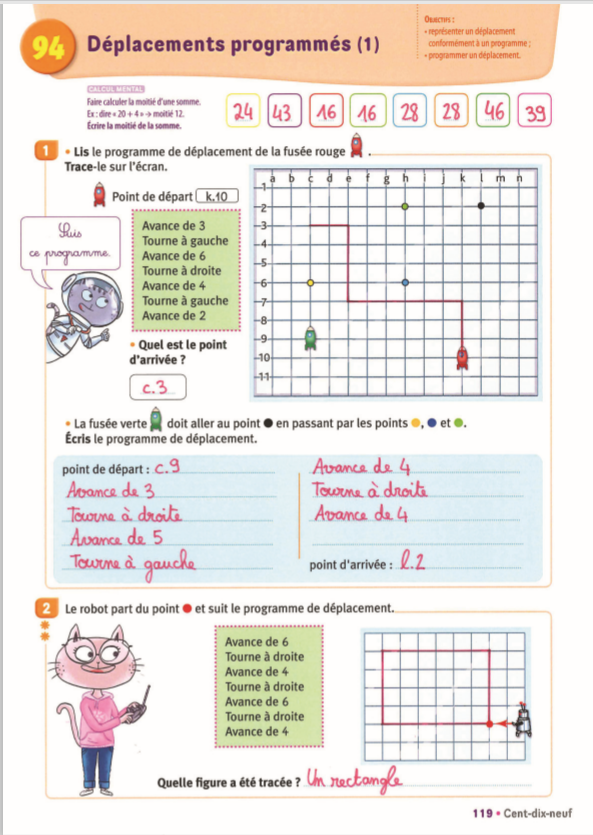 94
Déplacements programmés (1)
OBJECTIFS :
• représenter un déplacement
conformément à un programme ;
• programmer un déplacement.
CALCUL MENTAL
Faire calculer la moitié d'une somme.
Ex : dire « 20 + 4 » → moitié 12.
Écrire la moitié de la somme.
24 43 16 16 28 28 46 39
1 • Lis le programme de déplacement de la fusée rouge .
Trace-le sur l'écran.
Point de départ k.10
Suis
ce programme.
Avance de 3
Tourne à gauche
Avance de 6
Tourne à droite
Avance de 4
Tourne à gauche
Avance de 2
• Quel est le point
d'arrivée ?
c.3
a b c d e f g h i j k l m n
1
2
3
4
5
6
7
8
9
10
11
• La fusée verte doit aller au point en passant par les points , et .
Écris le programme de déplacement.
point de départ : c.9
Avance de 3
Tourne à droite
Avance de 5
Tourne à gauche
Avance de 4
Tourne à droite
Avance de 4
point d'arrivée : l.2
2 Le robot part du point et suit le programme de déplacement.
Avance de 6
Tourne à droite
Avance de 4
Tourne à droite
Avance de 6
Tourne à droite
Avance de 4
Quelle figure a été tracée ? Un rectangle
119 • Cent-dix-neuf